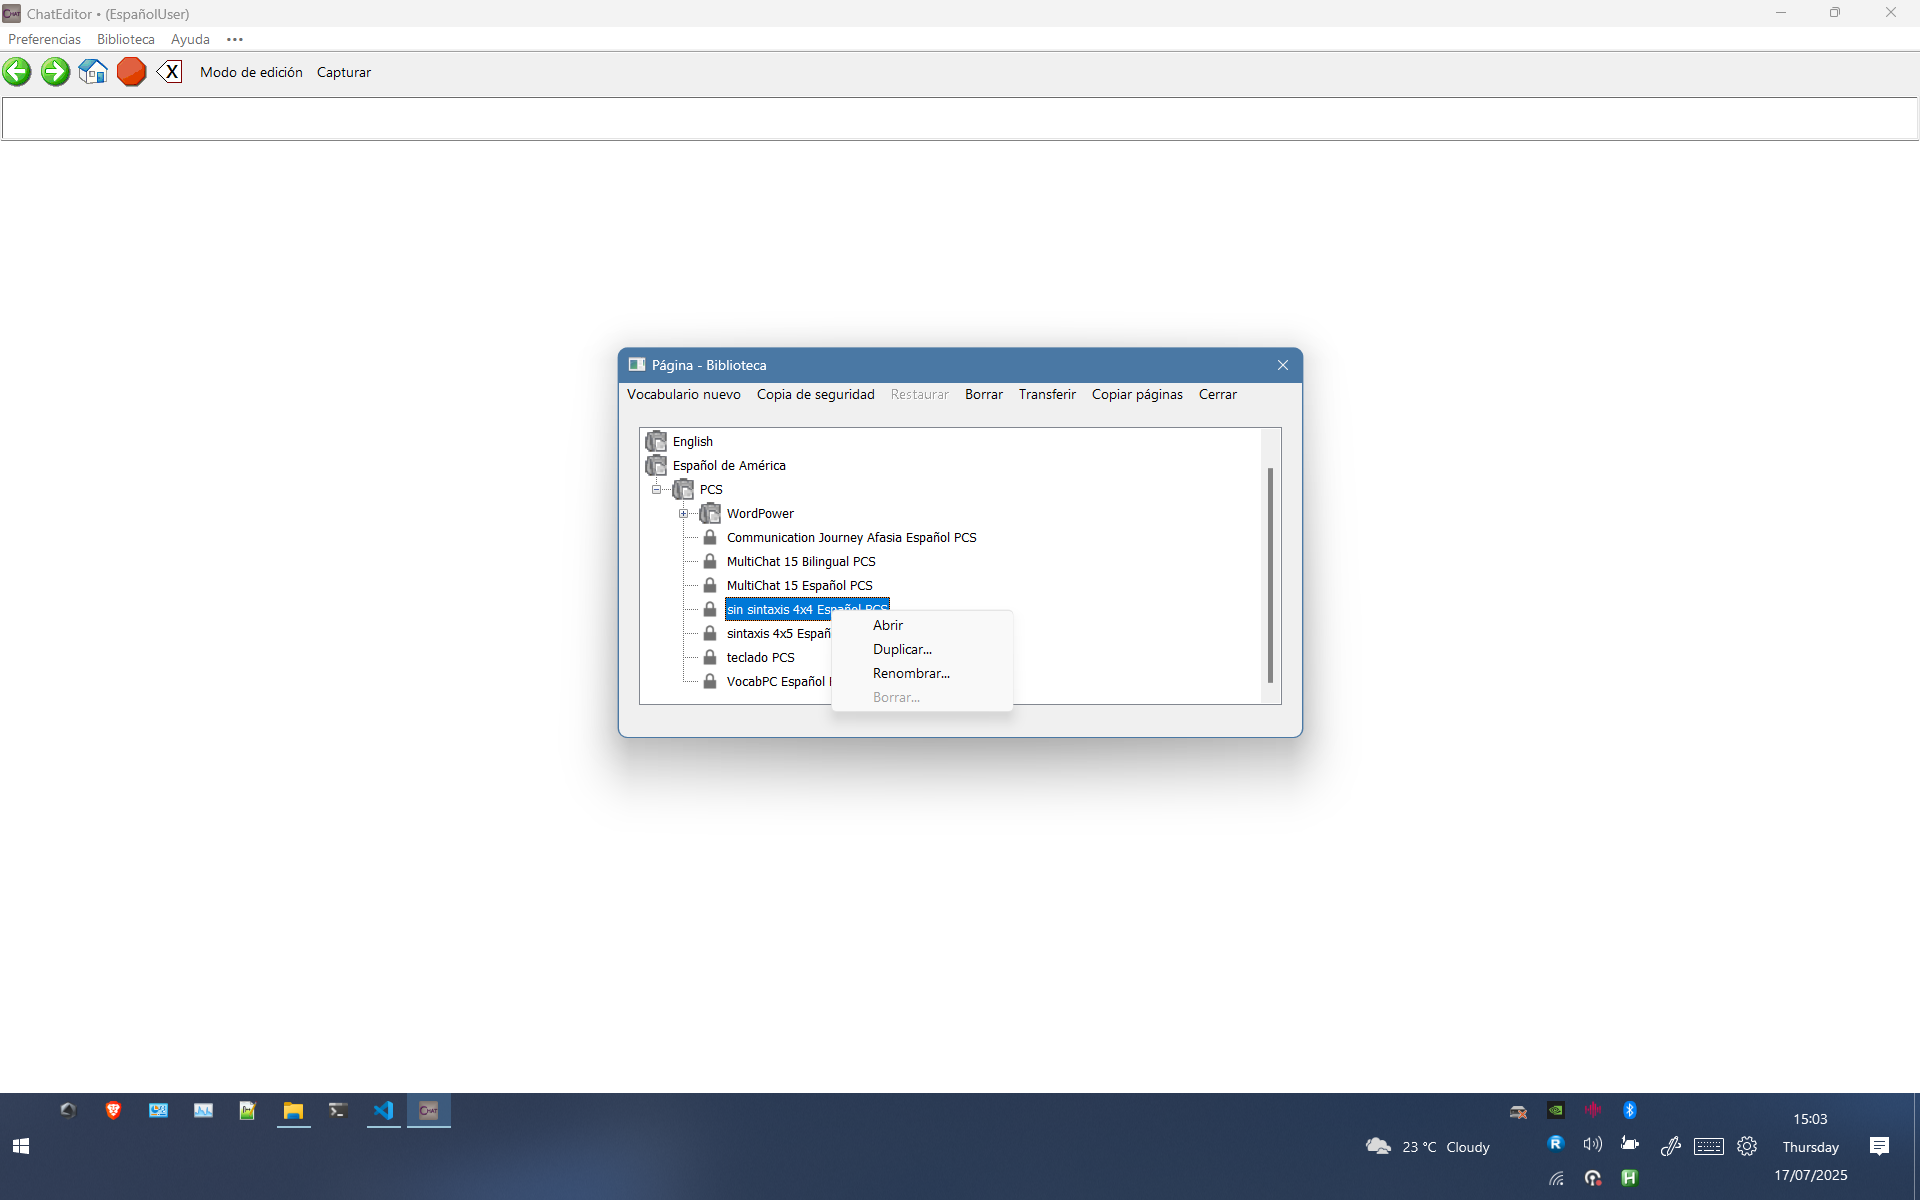 ChatEditor • (EspañolUser)
Preferencias Biblioteca Ayuda •••
X Modo de edición Capturar
Página - Biblioteca
Vocabulario nuevo Copia de seguridad Restaurar Borrar Transferir Copiar páginas Cerrar
English
Español de América
PCS
WordPower
Communication Journey Afasia Español PCS
MultiChat 15 Bilingual PCS
MultiChat 15 Español PCS
sin sintaxis 4x4 Español PCS
sintaxis 4x5 Españ
teclado PCS
VocabPC Español
Abrir
Duplicar...
Renombrar...
Borrar...
CHAT
23 °C Cloudy
15:03
Thursday
17/07/2025